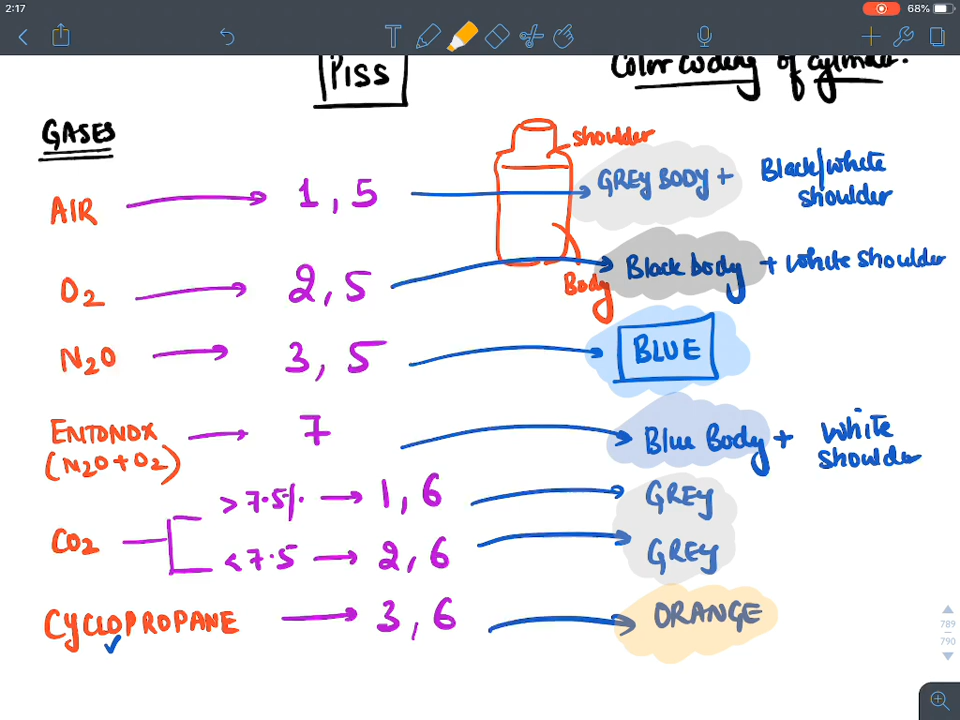 2:17
68%
T
PISS
Color coding of cylinder.
GASES
shoulder
AIR
1, 5
GREY BODY +
Black/white
shoulder
O2
2, 5
Body
Black body + white shoulder
N2O
3, 5
BLUE
ENTONOX
(N2O + O2)
7
Blue Body +
white
shoulder
CO2
> 7.5%
1, 6
GREY
< 7.5
2, 6
GREY
CYCLOPROPANE
3, 6
ORANGE
789
790